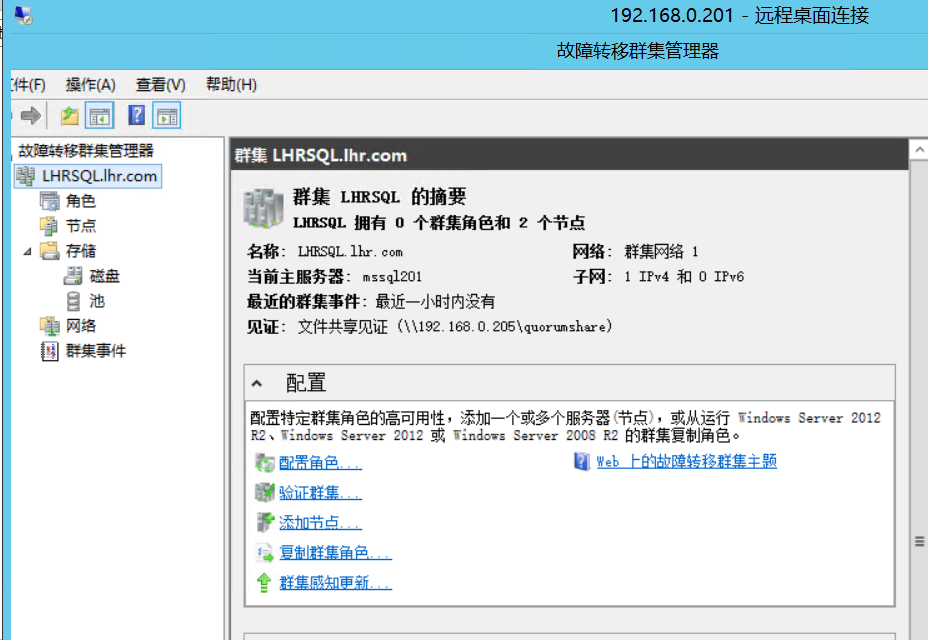 192.168.0.201 - 远程桌面连接
故障转移群集管理器
件(F) 操作(A) 查看(V) 帮助(H)
故障转移群集管理器
LHRSQL.lhr.com
角色
节点
存储
磁盘
池
网络
群集事件
群集 LHRSQL.lhr.com
群集 LHRSQL 的摘要
LHRSQL 拥有 0 个群集角色和 2 个节点
名称: LHRSQL.lhr.com
网络: 群集网络 1
当前主服务器: mssql201
子网: 1 IPv4 和 0 IPv6
最近的群集事件: 最近一小时内没有
见证: 文件共享见证 (\\192.168.0.205\quorumshare)
配置
配置特定群集角色的高可用性，添加一个或多个服务器(节点)，或从运行 Windows Server 2012
R2、Windows Server 2012 或 Windows Server 2008 R2 的群集复制角色。
配置角色...
Web 上的故障转移群集主题
验证群集...
添加节点...
复制群集角色...
群集感知更新...